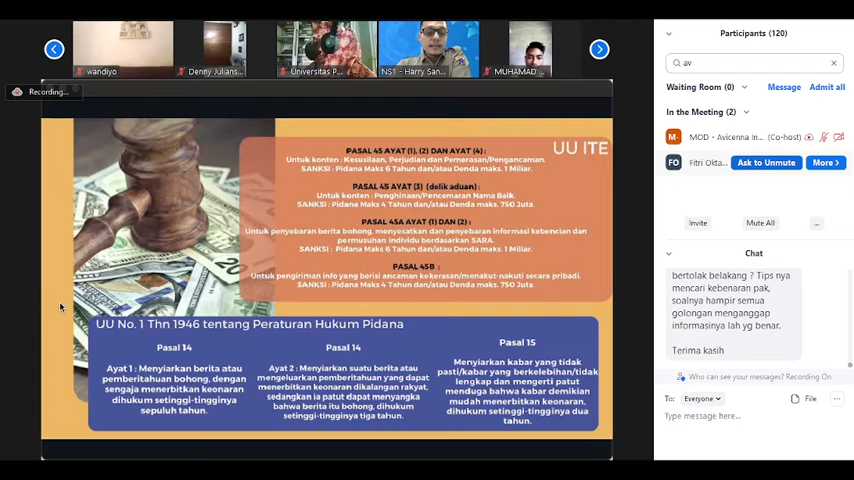 wandiyo
Denny Julians...
Universitas P...
NS1 - Harry San...
MUHAMAD ...
Recording...
UU ITE
PASAL 45 AYAT (1), (2) DAN AYAT (4) :
Untuk konten : Kesusilaan, Perjudian dan Pemerasan/Pengancaman.
SANKSI : Pidana Maks 6 Tahun dan/atau Denda maks. 1 Miliar.
PASAL 45 AYAT (3) (delik aduan) :
Untuk konten : Penghinaan/Pencemaran Nama Baik.
SANKSI : Pidana Maks 4 Tahun dan/atau Denda maks. 750 Juta.
PASAL 45A AYAT (1) DAN (2) :
Untuk penyebaran berita bohong, menyesatkan dan penyebaran informasi kebencian dan
permusuhan individu berdasarkan SARA.
SANKSI : Pidana Maks 6 Tahun dan/atau Denda maks. 1 Miliar.
PASAL 45B :
Untuk pengiriman info yang berisi ancaman kekerasan/menakut-nakuti secara pribadi.
SANKSI : Pidana Maks 4 Tahun dan/atau Denda maks. 750 Juta.
UU No. 1 Thn 1946 tentang Peraturan Hukum Pidana
Pasal 14
Ayat 1 : Menyiarkan berita atau
pemberitahuan bohong, dengan
sengaja menerbitkan keonaran
dihukum setinggi-tingginya
sepuluh tahun.
Pasal 14
Ayat 2 : Menyiarkan suatu berita atau
mengeluarkan pemberitahuan yang dapat
menerbitkan keonaran dikalangan rakyat,
sedangkan ia patut dapat menyangka
bahwa berita itu bohong, dihukum
setinggi-tingginya tiga tahun.
Pasal 15
Menyiarkan kabar yang tidak
pasti/kabar yang berkelebihan/tidak
lengkap dan mengerti patut
menduga bahwa kabar demikian
mudah menerbitkan keonaran,
dihukum setinggi-tingginya dua
tahun.
Participants (120)
av
Waiting Room (0)
Message
Admit all
In the Meeting (2)
M-
MOD - Avicenna In...
(Co-host)
FO
Fitri Okta...
Ask to Unmute
More >
Invite
Mute All
...
Chat
bertolak belakang ? Tips nya
mencari kebenaran pak,
soalnya hampir semua
golongan menganggap
informasinya lah yg benar.
Terima kasih
Who can see your messages? Recording On
To:
Everyone
File
...
Type message here...